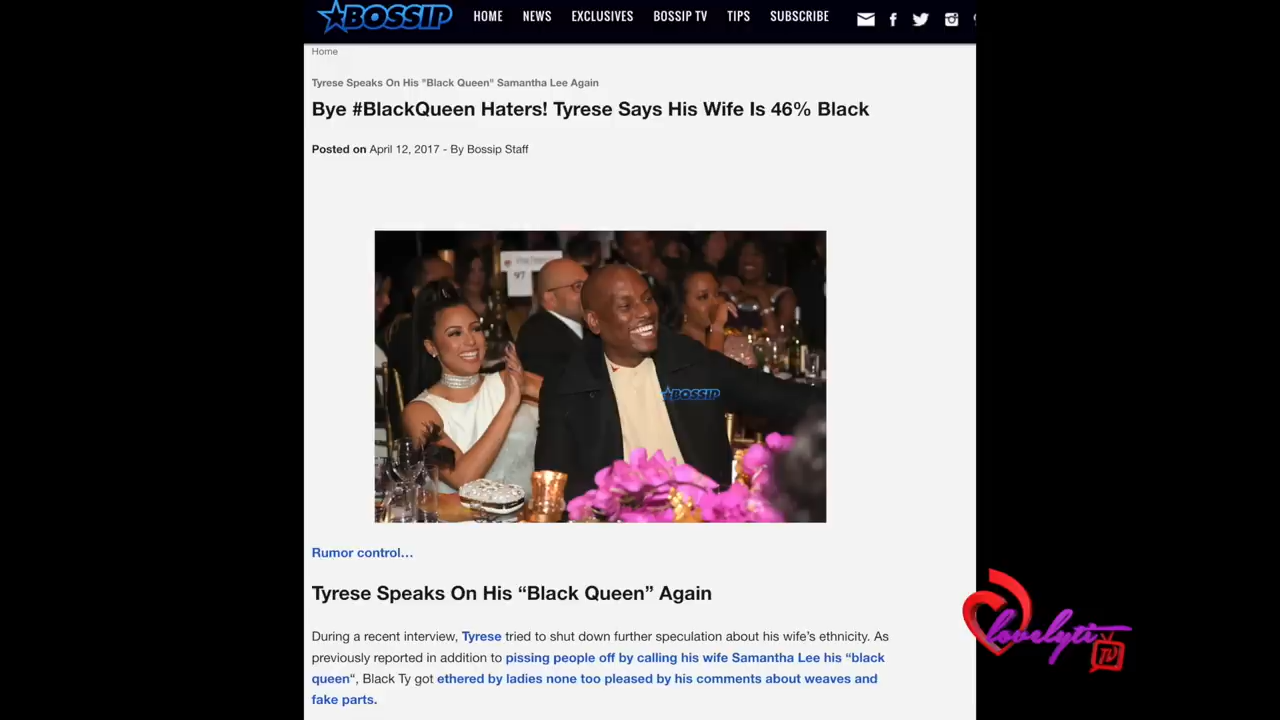 BOSSIP HOME NEWS EXCLUSIVES BOSSIP TV TIPS SUBSCRIBE
Home
Tyrese Speaks On His "Black Queen" Samantha Lee Again
Bye #BlackQueen Haters! Tyrese Says His Wife Is 46% Black
Posted on April 12, 2017 - By Bossip Staff
97
BOSSIP
Rumor control…
Tyrese Speaks On His “Black Queen” Again
During a recent interview, Tyrese tried to shut down further speculation about his wife’s ethnicity. As
previously reported in addition to pissing people off by calling his wife Samantha Lee his “black
queen“, Black Ty got ethered by ladies none too pleased by his comments about weaves and
fake parts.
lovelyti
TV